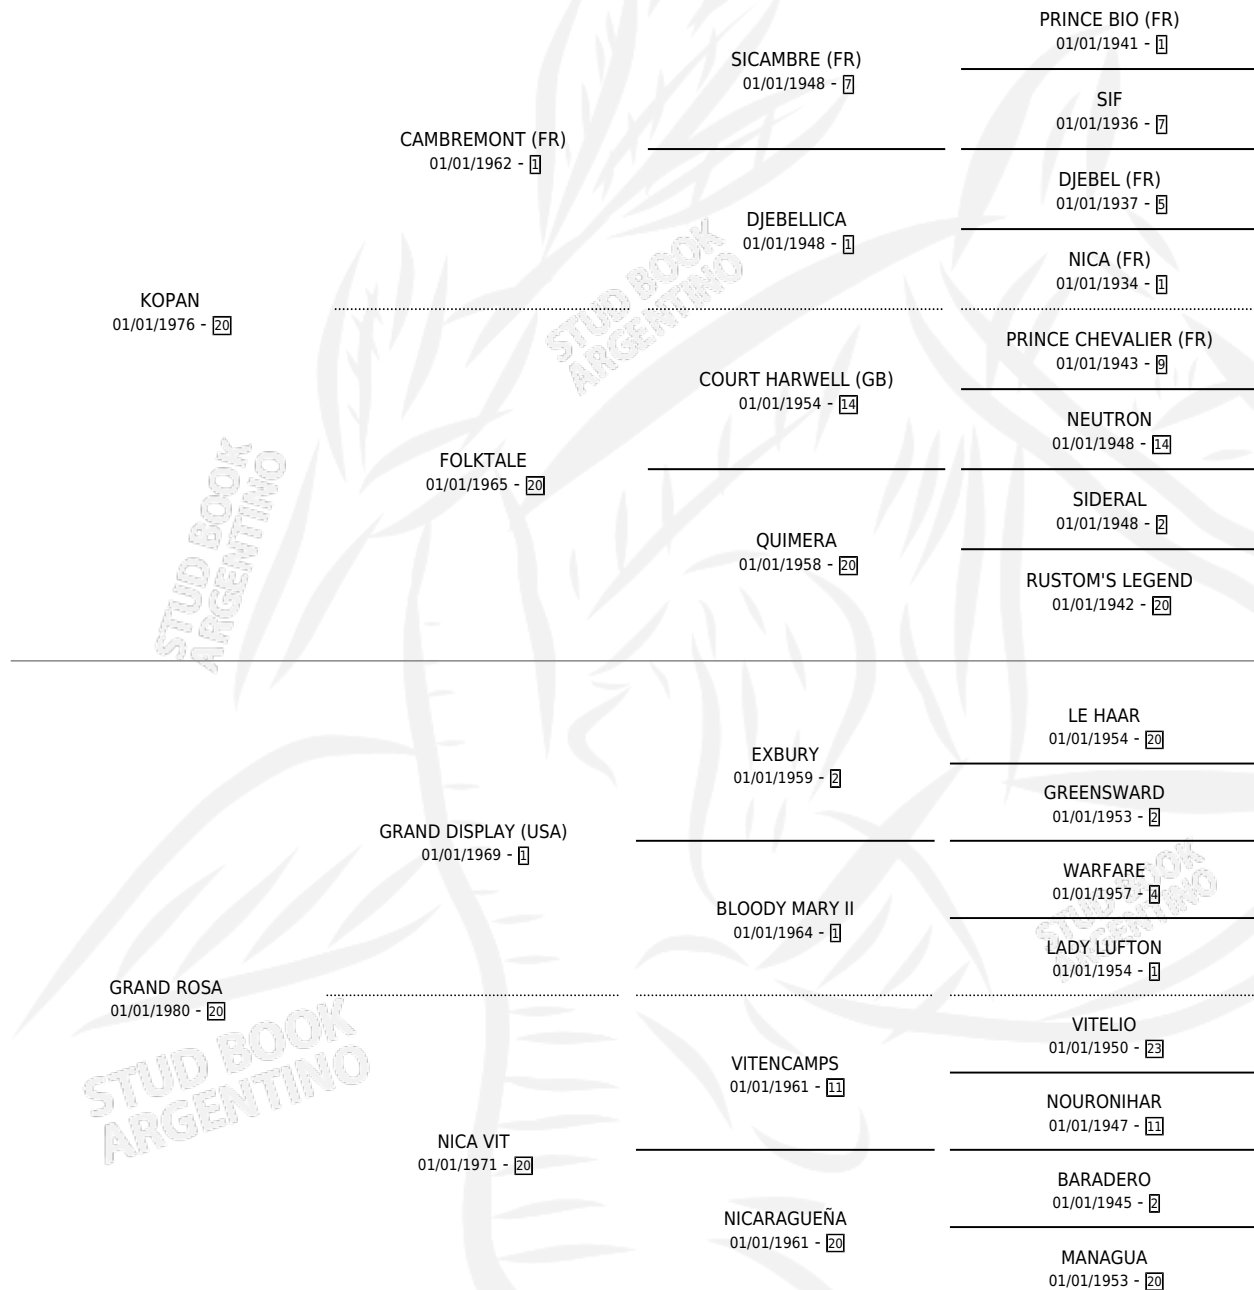 PRINCE BIO (FR)
01/01/1941 - 1
SICAMBRE (FR)
01/01/1948 - 7
SIF
01/01/1936 - 7
CAMBREMONT (FR)
01/01/1962 - 1
DJEBEL (FR)
01/01/1937 - 5
DJEBELLICA
01/01/1948 - 1
NICA (FR)
01/01/1934 - 1
KOPAN
01/01/1976 - 20
PRINCE CHEVALIER (FR)
01/01/1943 - 9
COURT HARWELL (GB)
01/01/1954 - 14
NEUTRON
01/01/1948 - 14
FOLKTALE
01/01/1965 - 20
SIDERAL
01/01/1948 - 2
QUIMERA
01/01/1958 - 20
RUSTOM'S LEGEND
01/01/1942 - 20
LE HAAR
01/01/1954 - 20
EXBURY
01/01/1959 - 2
GREENSWARD
01/01/1953 - 2
GRAND DISPLAY (USA)
01/01/1969 - 1
WARFARE
01/01/1957 - 4
BLOODY MARY II
01/01/1964 - 1
LADY LUFTON
01/01/1954 - 1
GRAND ROSA
01/01/1980 - 20
VITELIO
01/01/1950 - 23
VITENCAMPS
01/01/1961 - 11
NOURONIHAR
01/01/1947 - 11
NICA VIT
01/01/1971 - 20
BARADERO
01/01/1945 - 2
NICARAGUEÑA
01/01/1961 - 20
MANAGUA
01/01/1953 - 20
STUD BOOK
ARGENTINO
STUD BOOK
ARGENTINO
STUD BOOK
ARGENTINO
STUD BOOK
ARGENTINO